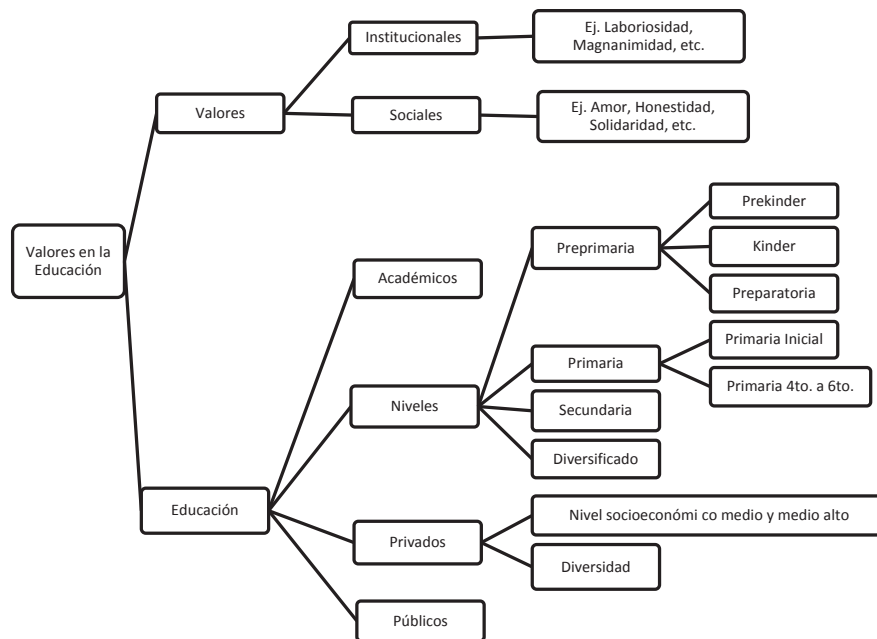 Institucionales
Ej. Laboriosidad,
Magnanimidad, etc.
Valores
Sociales
Ej. Amor, Honestidad,
Solidaridad, etc.
Valores en la
Educación
Académicos
Preprimaria
Prekinder
Kinder
Preparatoria
Niveles
Primaria
Primaria Inicial
Primaria 4to. a 6to.
Secundaria
Diversificado
Educación
Privados
Nivel socioeconómi co medio y medio alto
Diversidad
Públicos